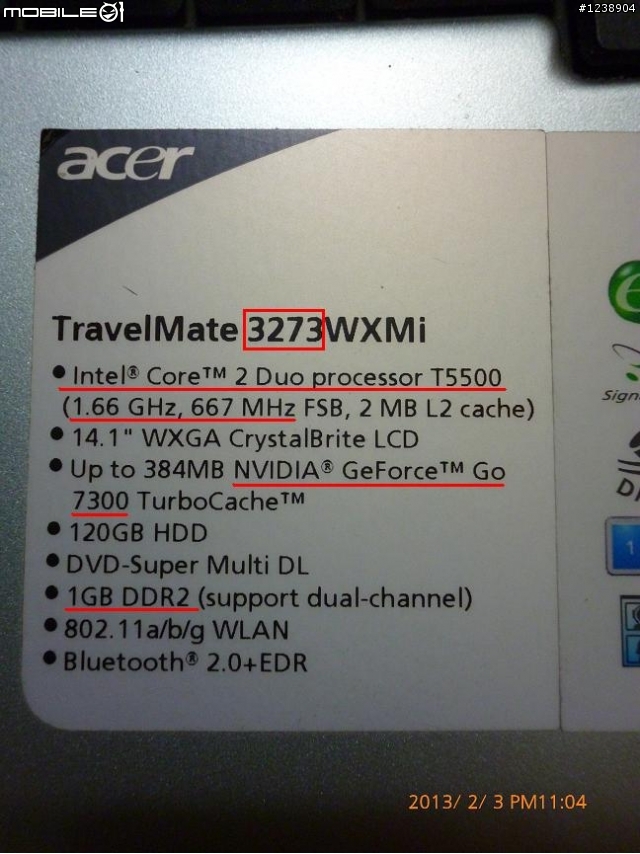 MOBILE01
#1238904
acer
TravelMate 3273WXMi
• Intel® Core™ 2 Duo processor T5500
(1.66 GHz, 667 MHz FSB, 2 MB L2 cache)
• 14.1" WXGA CrystalBrite LCD
• Up to 384MB NVIDIA® GeForce™ Go
7300 TurboCache™
• 120GB HDD
• DVD-Super Multi DL
• 1GB DDR2 (support dual-channel)
• 802.11a/b/g WLAN
• Bluetooth® 2.0+EDR
e
Sign
1
2013/ 2/ 3 PM11:04